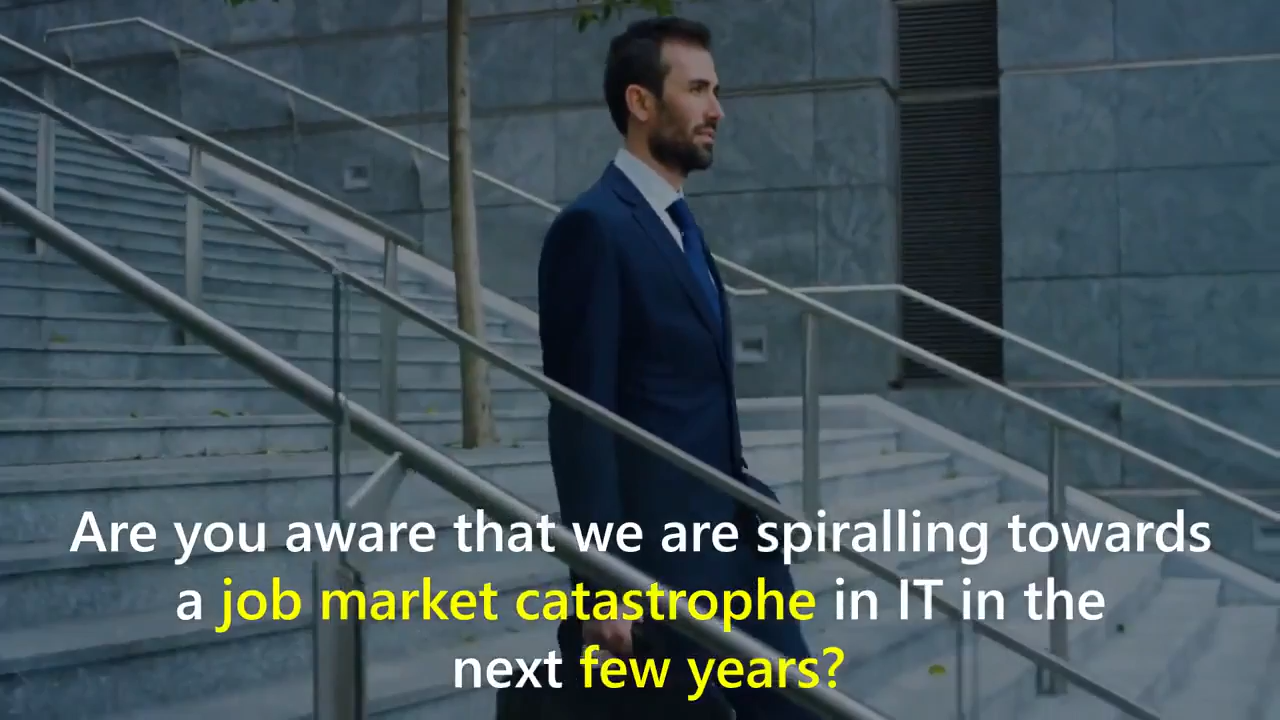 Are you aware that we are spiralling towards
a job market catastrophe in IT in the
next few years?